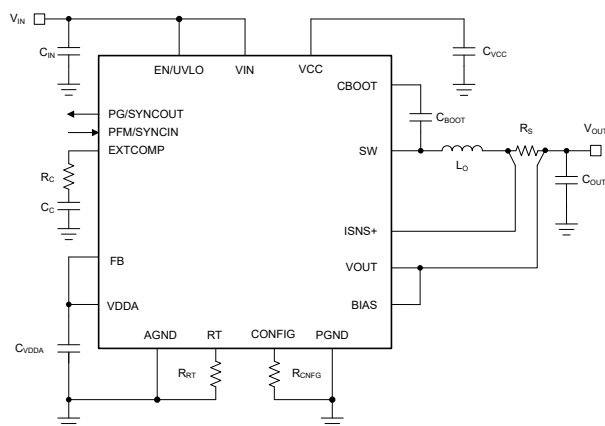 VIN
CIN
EN/UVLO VIN VCC
CVCC
CBOOT
CBOOT
PG/SYNCOUT
PFM/SYNCIN
EXTCOMP
SW
LO
RS
VOUT
COUT
RC
CC
ISNS+
FB
VOUT
VDDA
BIAS
CVDDA
AGND RT CONFIG PGND
RRT
RCNFG